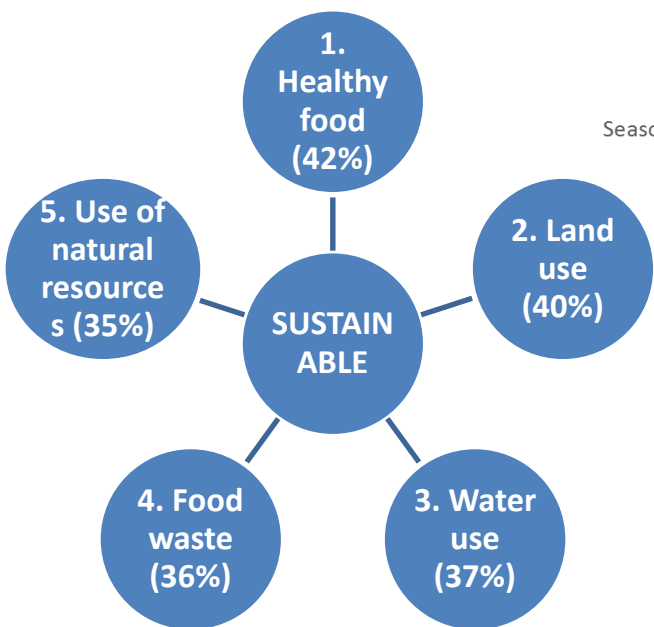 1.
Healthy
food
(42%)
Seaso
5. Use of
natural
resource
s (35%)
2. Land
use
(40%)
SUSTAIN
ABLE
4. Food
waste
(36%)
3. Water
use
(37%)